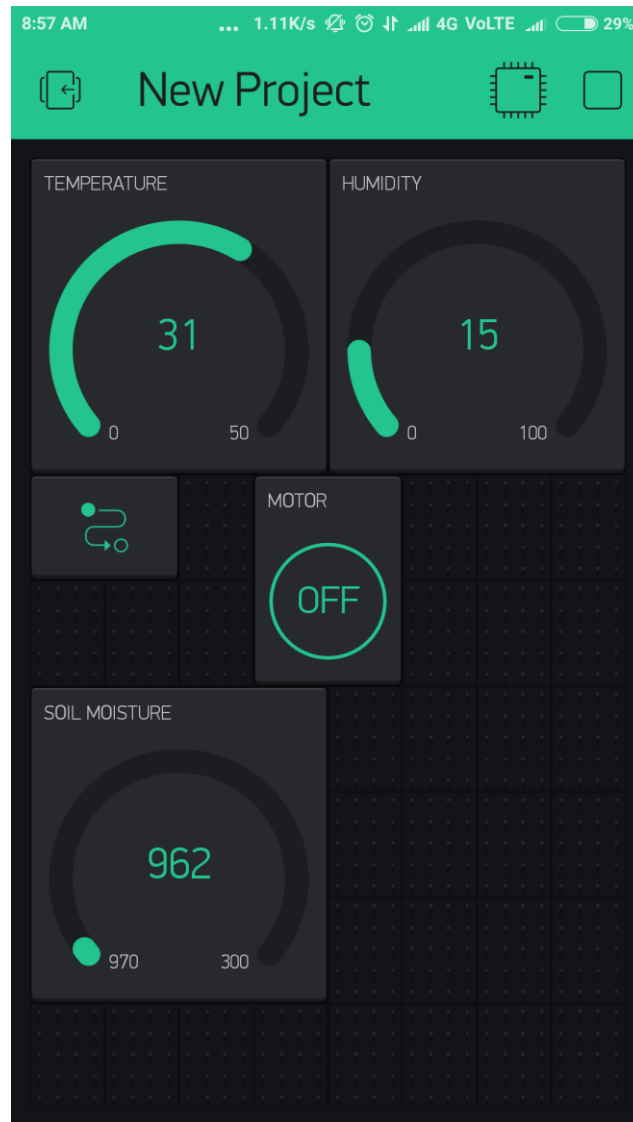 8:57 AM ... 1.11K/s 4G VoLTE 29%
New Project
TEMPERATURE HUMIDITY
31 15
0 50 0 100
MOTOR
OFF
SOIL MOISTURE
962
970 300